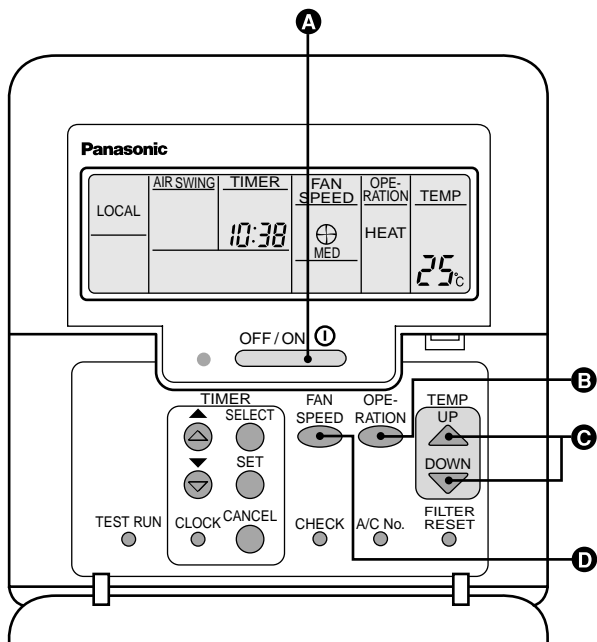 A
Panasonic
LOCAL
AIR SWING
TIMER
10:38
FAN
SPEED
MED
OPE-
RATION
HEAT
TEMP
25°C
OFF / ON
B
C
D
TIMER
SELECT
SET
CANCEL
CLOCK
TEST RUN
FAN
SPEED
OPE-
RATION
TEMP
UP
DOWN
CHECK
A/C No.
FILTER
RESET